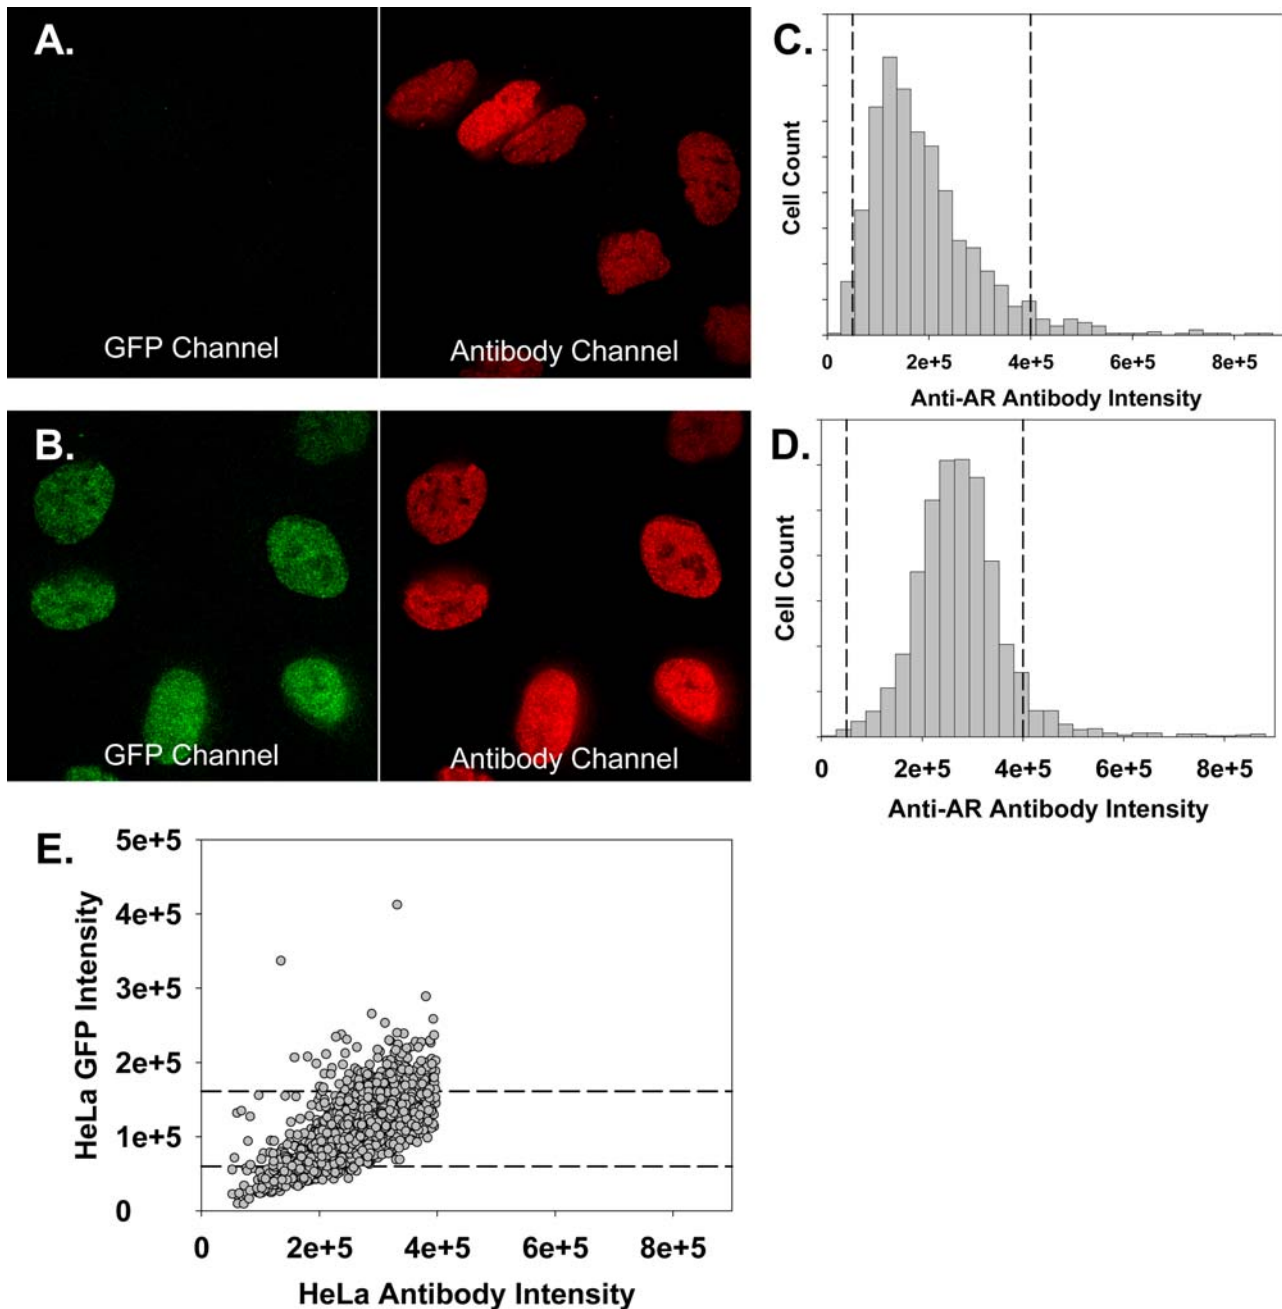 A.
GFP Channel
Antibody Channel
C.
Cell Count
0 2e+5 4e+5 6e+5 8e+5
Anti-AR Antibody Intensity
B.
GFP Channel
Antibody Channel
D.
Cell Count
0 2e+5 4e+5 6e+5 8e+5
Anti-AR Antibody Intensity
E.
HeLa GFP Intensity
5e+5
4e+5
3e+5
2e+5
1e+5
0
0 2e+5 4e+5 6e+5 8e+5
HeLa Antibody Intensity